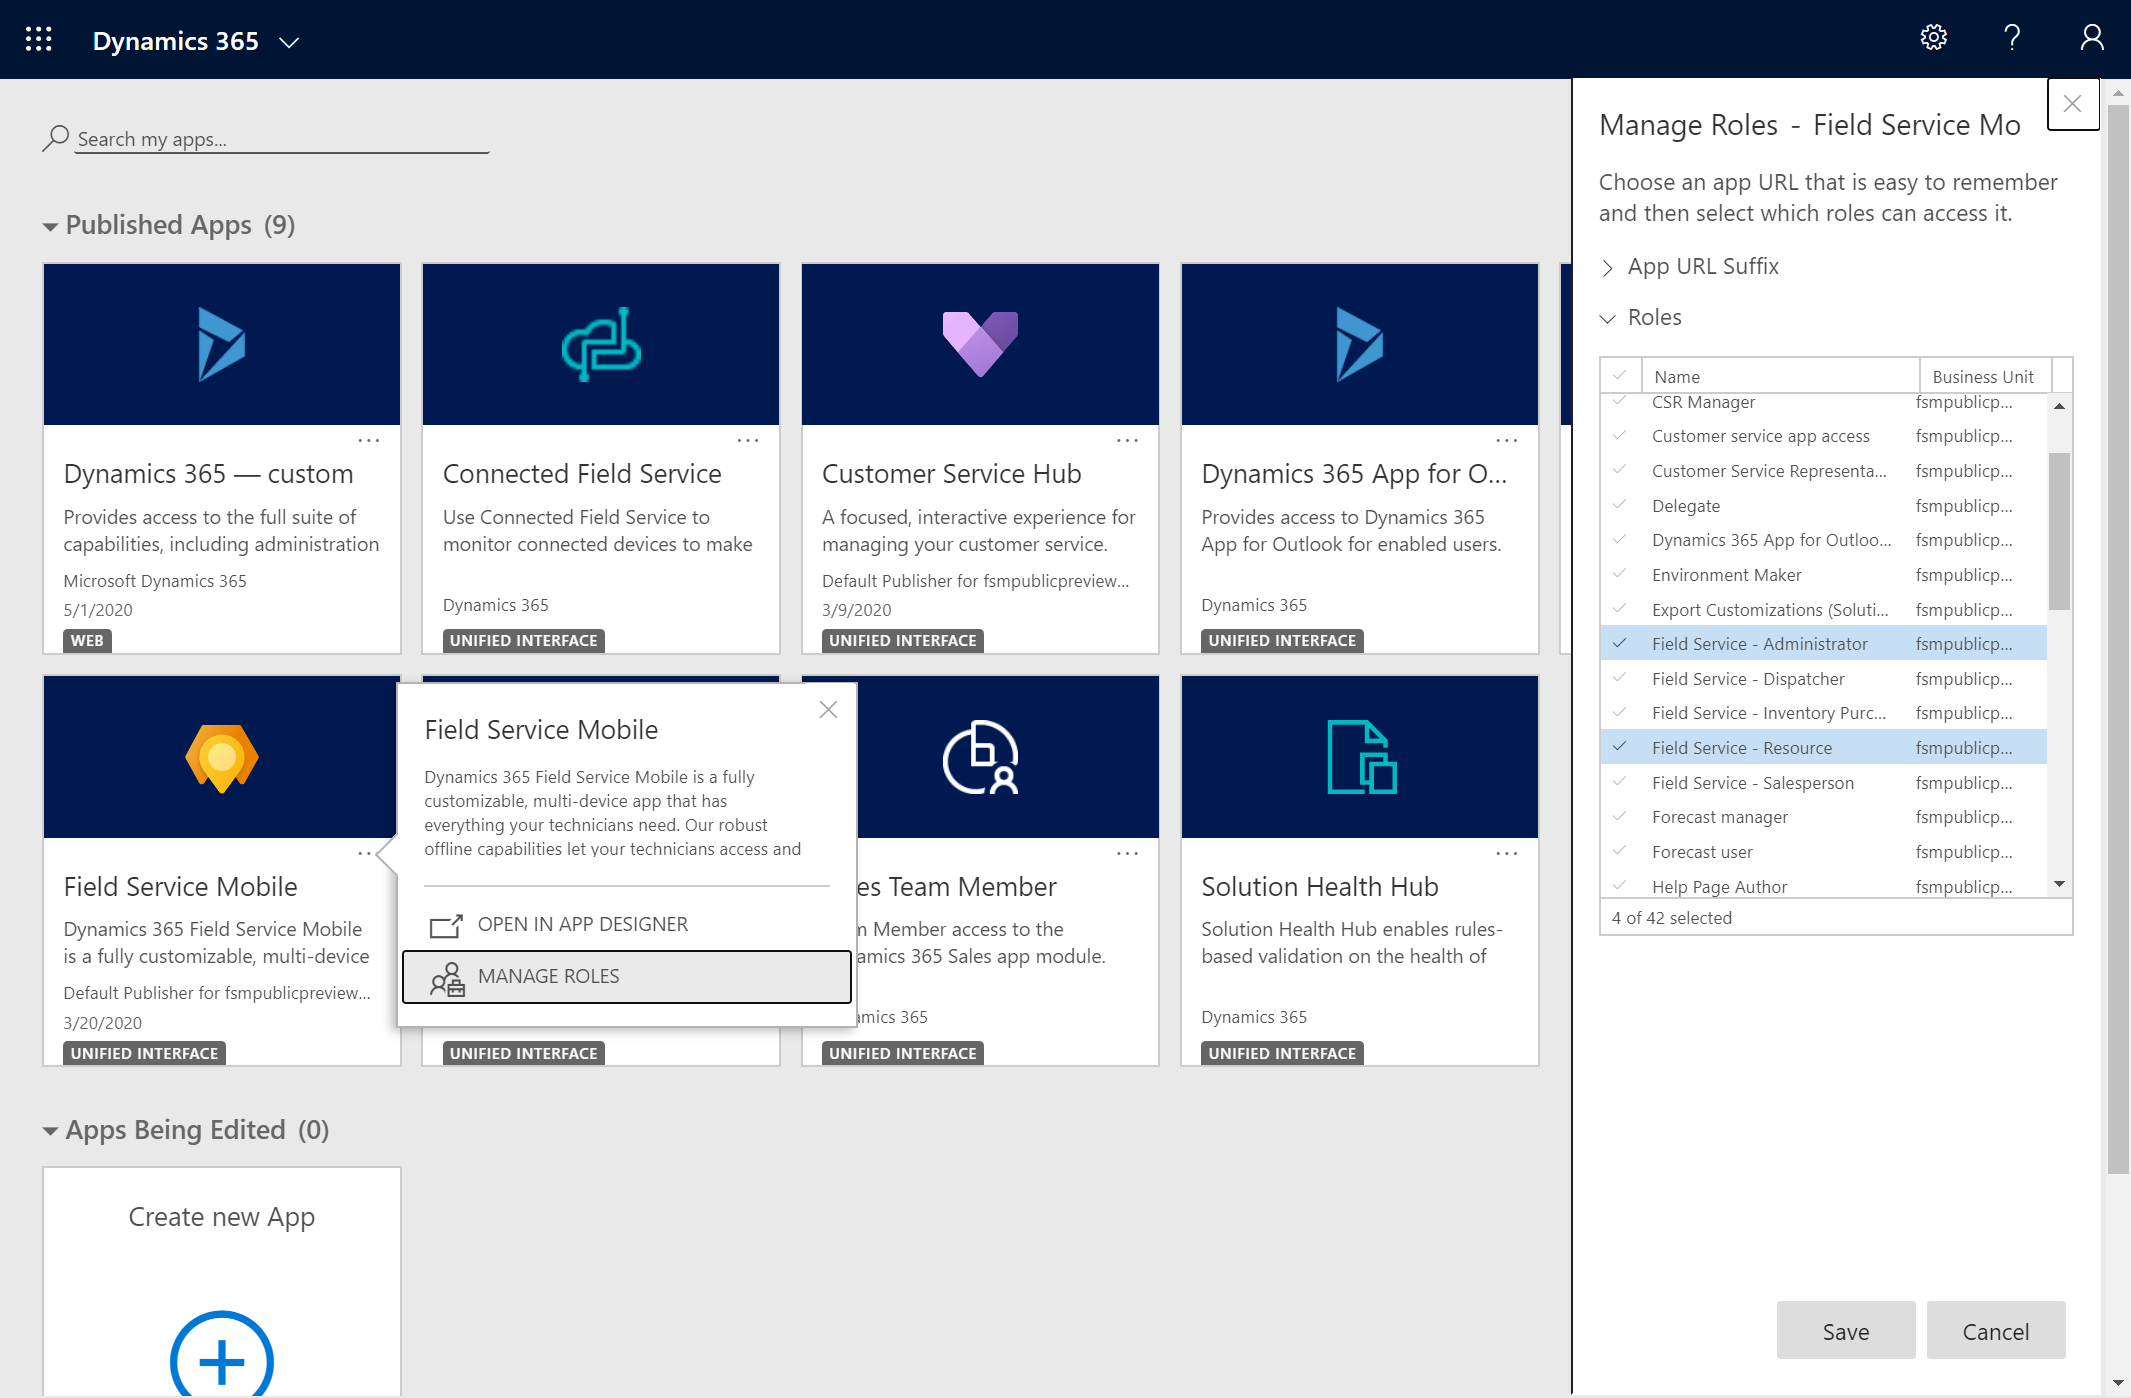 Dynamics 365
Search my apps...
Published Apps (9)
Dynamics 365 — custom
Provides access to the full suite of
capabilities, including administration
Microsoft Dynamics 365
5/1/2020
WEB
Connected Field Service
Use Connected Field Service to
monitor connected devices to make
Dynamics 365
UNIFIED INTERFACE
Customer Service Hub
A focused, interactive experience for
managing your customer service.
Default Publisher for fsmpublicpreview...
3/9/2020
UNIFIED INTERFACE
Dynamics 365 App for O...
Provides access to Dynamics 365
App for Outlook for enabled users.
Dynamics 365
UNIFIED INTERFACE
Field Service Mobile
Dynamics 365 Field Service Mobile
is a fully customizable, multi-device
Default Publisher for fsmpublicpreview...
3/20/2020
UNIFIED INTERFACE
Field Service Mobile
Dynamics 365 Field Service Mobile is a fully
customizable, multi-device app that has
everything your technicians need. Our robust
offline capabilities let your technicians access and
OPEN IN APP DESIGNER
MANAGE ROLES
UNIFIED INTERFACE
es Team Member
m Member access to the
amics 365 Sales app module.
amics 365
UNIFIED INTERFACE
Solution Health Hub
Solution Health Hub enables rules-
based validation on the health of
Dynamics 365
UNIFIED INTERFACE
Apps Being Edited (0)
Create new App
Manage Roles - Field Service Mo
Choose an app URL that is easy to remember
and then select which roles can access it.
App URL Suffix
Roles
Name Business Unit
CSR Manager fsmpublicp...
Customer service app access fsmpublicp...
Customer Service Representa... fsmpublicp...
Delegate fsmpublicp...
Dynamics 365 App for Outloo... fsmpublicp...
Environment Maker fsmpublicp...
Export Customizations (Soluti... fsmpublicp...
Field Service - Administrator fsmpublicp...
Field Service - Dispatcher fsmpublicp...
Field Service - Inventory Purc... fsmpublicp...
Field Service - Resource fsmpublicp...
Field Service - Salesperson fsmpublicp...
Forecast manager fsmpublicp...
Forecast user fsmpublicp...
Help Page Author fsmpublicp...
4 of 42 selected
Save Cancel